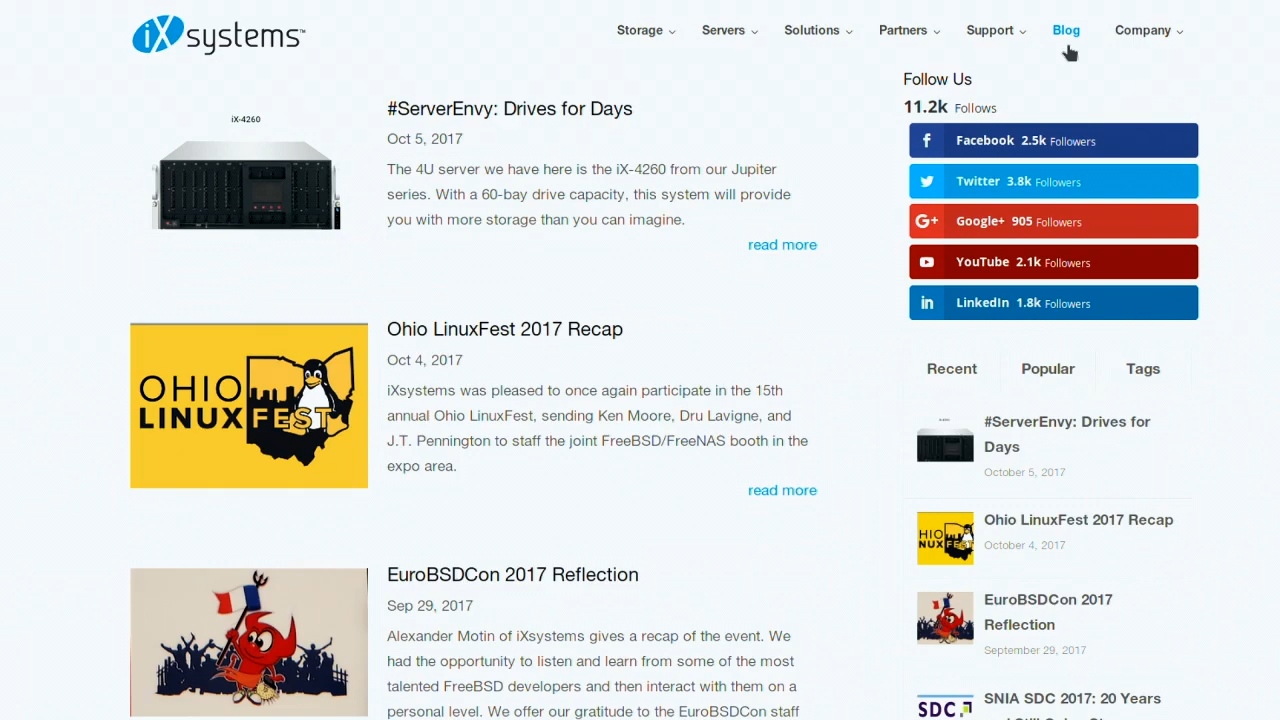 iXsystems™
Storage Servers Solutions Partners Support Blog Company
iX-4260
#ServerEnvy: Drives for Days
Oct 5, 2017
The 4U server we have here is the iX-4260 from our Jupiter
series. With a 60-bay drive capacity, this system will provide
you with more storage than you can imagine.
read more
OHIO
LINUXFEST
Ohio LinuxFest 2017 Recap
Oct 4, 2017
iXsystems was pleased to once again participate in the 15th
annual Ohio LinuxFest, sending Ken Moore, Dru Lavigne, and
J.T. Pennington to staff the joint FreeBSD/FreeNAS booth in the
expo area.
read more
EuroBSDCon 2017 Reflection
Sep 29, 2017
Alexander Motin of iXsystems gives a recap of the event. We
had the opportunity to listen and learn from some of the most
talented FreeBSD developers and then interact with them on a
personal level. We offer our gratitude to the EuroBSDCon staff
Follow Us
11.2k Follows
Facebook 2.5k Followers
Twitter 3.8k Followers
G+ Google+ 905 Followers
YouTube 2.1k Followers
in LinkedIn 1.8k Followers
Recent Popular Tags
#ServerEnvy: Drives for
Days
October 5, 2017
HIO
NUXFE
Ohio LinuxFest 2017 Recap
October 4, 2017
EuroBSDCon 2017
Reflection
September 29, 2017
SDC
SNIA SDC 2017: 20 Years